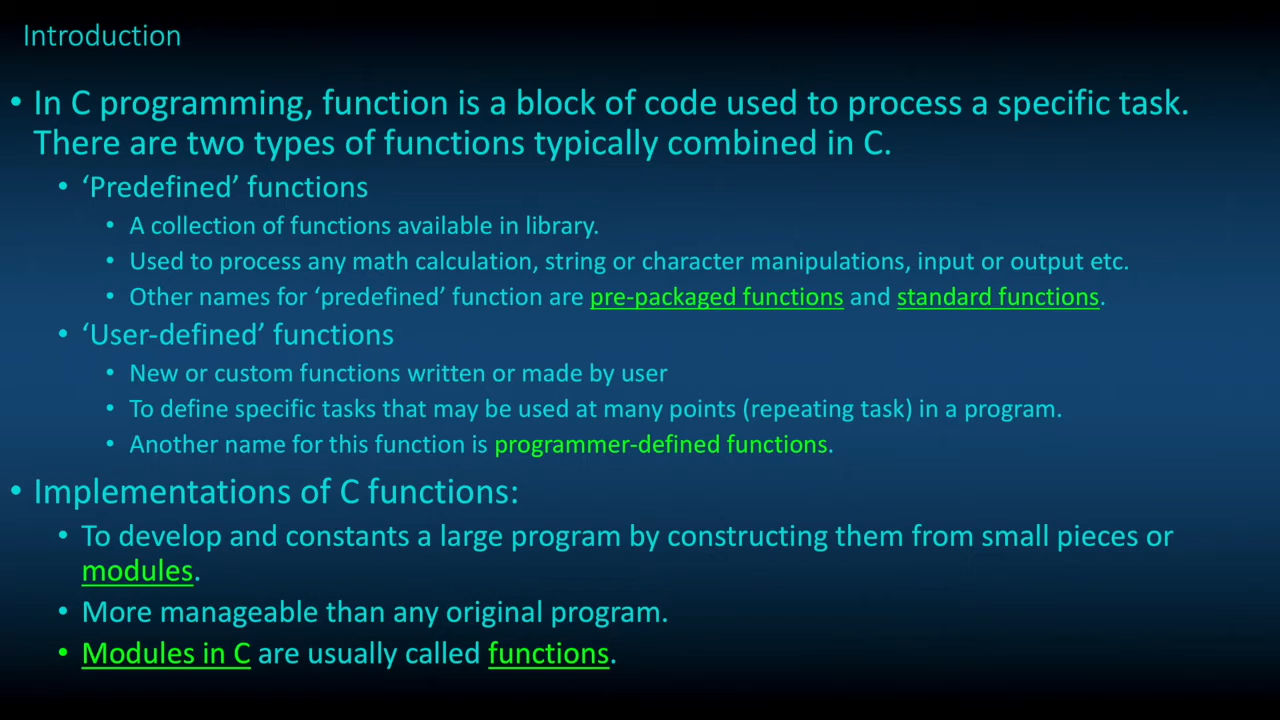 Introduction
• In C programming, function is a block of code used to process a specific task.
There are two types of functions typically combined in C.
• ‘Predefined’ functions
• A collection of functions available in library.
• Used to process any math calculation, string or character manipulations, input or output etc.
• Other names for ‘predefined’ function are pre-packaged functions and standard functions.
• ‘User-defined’ functions
• New or custom functions written or made by user
• To define specific tasks that may be used at many points (repeating task) in a program.
• Another name for this function is programmer-defined functions.
• Implementations of C functions:
• To develop and constants a large program by constructing them from small pieces or
modules.
• More manageable than any original program.
• Modules in C are usually called functions.